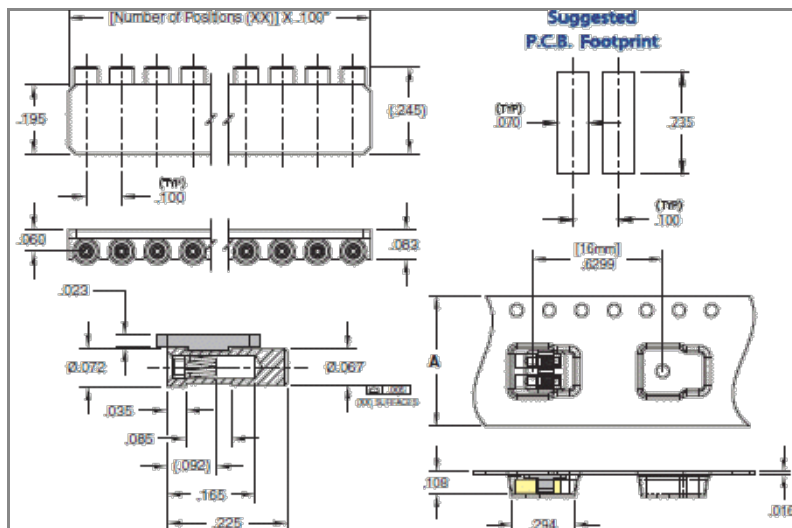 [Number of Positions (XX)] X .100"
Suggested
P.C.B. Footprint
.195
(.245)
(TYP)
.070
.235
(TYP)
.100
(TYP)
.100
.060
.083
[16mm]
.6299
.023
Ø.072
Ø.067
.035
.085
(.092)
.165
.225
A
.108
.294
.016